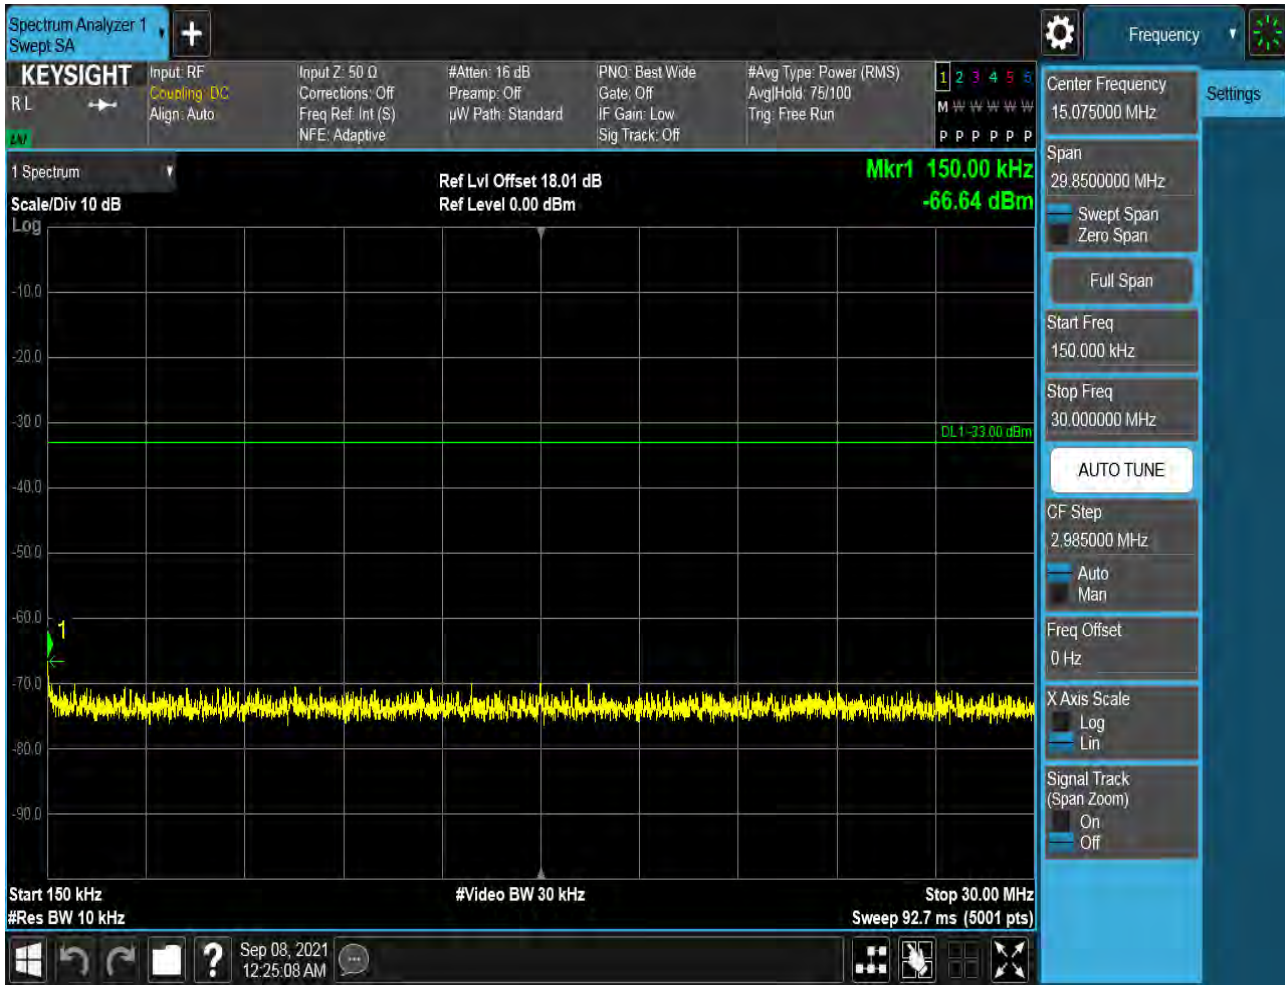 Spectrum Analyzer 1
Swept SA
+
Frequency
KEYSIGHT
R L
LXI
Input: RF
Coupling: DC
Align: Auto
Input Z: 50 Ω
Corrections: Off
Freq Ref: Int (S)
NFE: Adaptive
#Atten: 16 dB
Preamp: Off
µW Path: Standard
PNO: Best Wide
Gate: Off
IF Gain: Low
Sig Track: Off
#Avg Type: Power (RMS)
Avg|Hold: 75/100
Trig: Free Run
1 2 3 4 5 6
M W W W W W
P P P P P P
1 Spectrum
Scale/Div 10 dB
Log
Ref Lvl Offset 18.01 dB
Ref Level 0.00 dBm
Mkr1 150.00 kHz
-66.64 dBm
-10.0
-20.0
-30.0
DL1 -33.00 dBm
-40.0
-50.0
-60.0
1
-70.0
-80.0
-90.0
Start 150 kHz
#Video BW 30 kHz
Stop 30.00 MHz
#Res BW 10 kHz
Sweep 92.7 ms (5001 pts)
Center Frequency
15.075000 MHz
Settings
Span
29.8500000 MHz
Swept Span
Zero Span
Full Span
Start Freq
150.000 kHz
Stop Freq
30.000000 MHz
AUTO TUNE
CF Step
2.985000 MHz
Auto
Man
Freq Offset
0 Hz
X Axis Scale
Log
Lin
Signal Track
(Span Zoom)
On
Off
?
Sep 08, 2021
12:25:08 AM